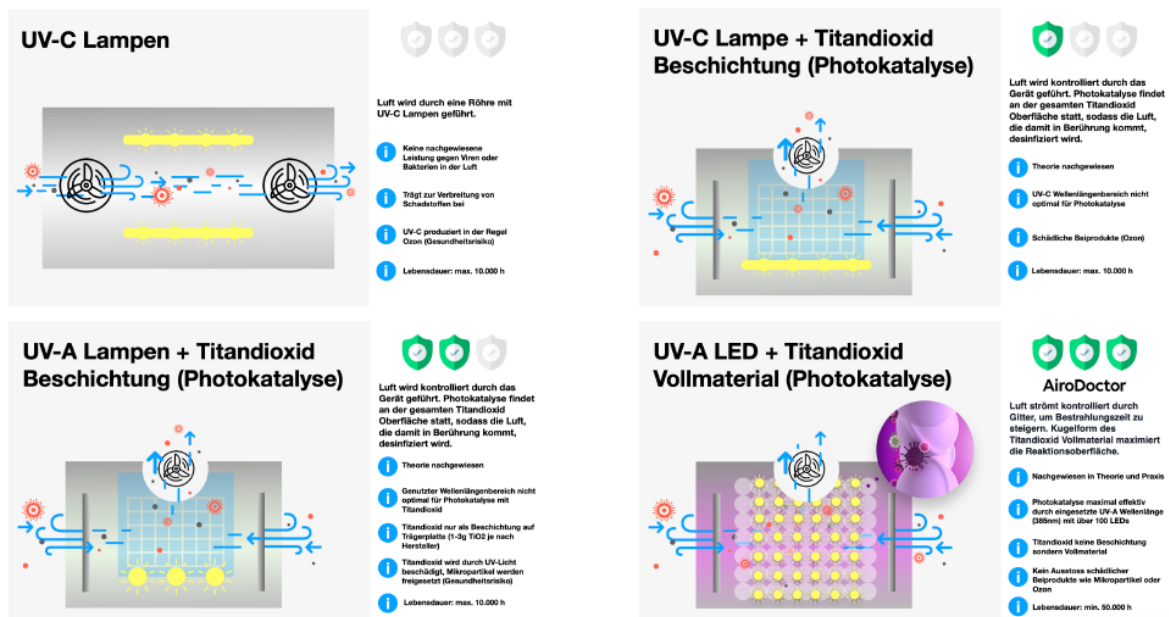 UV-C Lampen
Luft wird durch eine Röhre mit
UV-C Lampen geführt.
Keine nachgewiesene
Leistung gegen Viren oder
Bakterien in der Luft
Trägt zur Verbreitung von
Schadstoffen bei
UV-C produziert in der Regel
Ozon (Gesundheitsrisiko)
Lebensdauer: max. 10.000 h
UV-C Lampe + Titandioxid
Beschichtung (Photokatalyse)
Luft wird kontrolliert durch das
Gerät geführt. Photokatalyse findet
an der gesamten Titandioxid
Oberfläche statt, sodass die Luft,
die damit in Berührung kommt,
desinfiziert wird.
Theorie nachgewiesen
UV-C Wellenlängenbereich nicht
optimal für Photokatalyse
Schädliche Beiprodukte (Ozon)
Lebensdauer: max. 10.000 h
UV-A Lampen + Titandioxid
Beschichtung (Photokatalyse)
Luft wird kontrolliert durch das
Gerät geführt. Photokatalyse findet
an der gesamten Titandioxid
Oberfläche statt, sodass die Luft,
die damit in Berührung kommt,
desinfiziert wird.
Theorie nachgewiesen
Genutzter Wellenlängenbereich nicht
optimal für Photokatalyse mit
Titandioxid
Titandioxid nur als Beschichtung auf
Trägerplatte (1-3g TiO2 je nach
Hersteller)
Titandioxid wird durch UV-Licht
beschädigt, Mikropartikel werden
freigesetzt (Gesundheitsrisiko)
Lebensdauer: max. 10.000 h
UV-A LED + Titandioxid
Vollmaterial (Photokatalyse)
AiroDoctor
Luft strömt kontrolliert durch
Gitter, um Bestrahlungszeit zu
steigern. Kugelform des
Titandioxid Vollmaterial maximiert
die Reaktionsoberfläche.
Nachgewiesen in Theorie und Praxis
Photokatalyse maximal effektiv
durch eingesetzte UV-A Wellenlänge
(385nm) mit über 100 LEDs
Titandioxid keine Beschichtung
sondern Vollmaterial
Kein Ausstoss schädlicher
Beiprodukte wie Mikropartikel oder
Ozon
Lebensdauer: min. 50.000 h